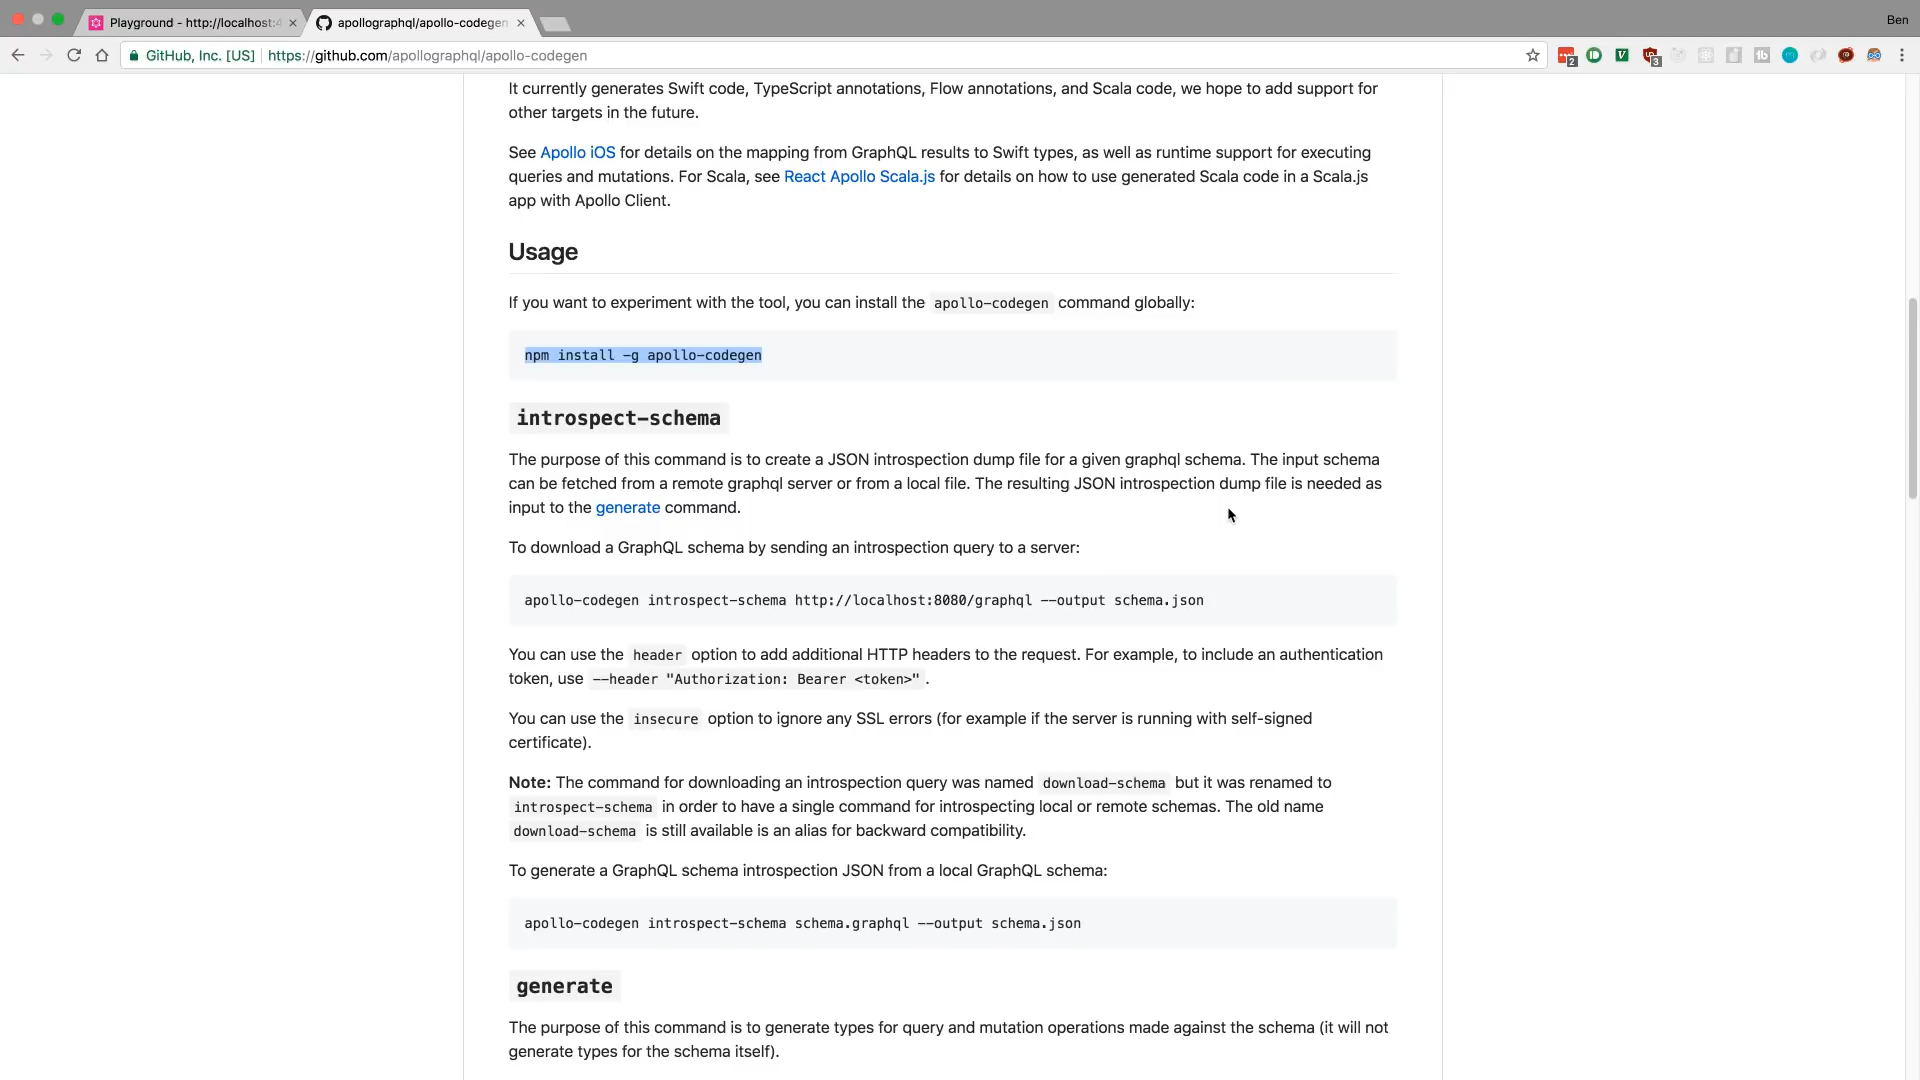 Playground - http://localhost:4
apollographql/apollo-codegen
Ben
GitHub, Inc. [US]
https://github.com/apollographql/apollo-codegen
2
3
It currently generates Swift code, TypeScript annotations, Flow annotations, and Scala code, we hope to add support for
other targets in the future.
See Apollo iOS for details on the mapping from GraphQL results to Swift types, as well as runtime support for executing
queries and mutations. For Scala, see React Apollo Scala.js for details on how to use generated Scala code in a Scala.js
app with Apollo Client.
Usage
If you want to experiment with the tool, you can install the apollo-codegen command globally:
npm install -g apollo-codegen
introspect-schema
The purpose of this command is to create a JSON introspection dump file for a given graphql schema. The input schema
can be fetched from a remote graphql server or from a local file. The resulting JSON introspection dump file is needed as
input to the generate command.
To download a GraphQL schema by sending an introspection query to a server:
apollo-codegen introspect-schema http://localhost:8080/graphql --output schema.json
You can use the header option to add additional HTTP headers to the request. For example, to include an authentication
token, use --header "Authorization: Bearer <token>" .
You can use the insecure option to ignore any SSL errors (for example if the server is running with self-signed
certificate).
Note: The command for downloading an introspection query was named download-schema but it was renamed to
introspect-schema in order to have a single command for introspecting local or remote schemas. The old name
download-schema is still available is an alias for backward compatibility.
To generate a GraphQL schema introspection JSON from a local GraphQL schema:
apollo-codegen introspect-schema schema.graphql --output schema.json
generate
The purpose of this command is to generate types for query and mutation operations made against the schema (it will not
generate types for the schema itself).